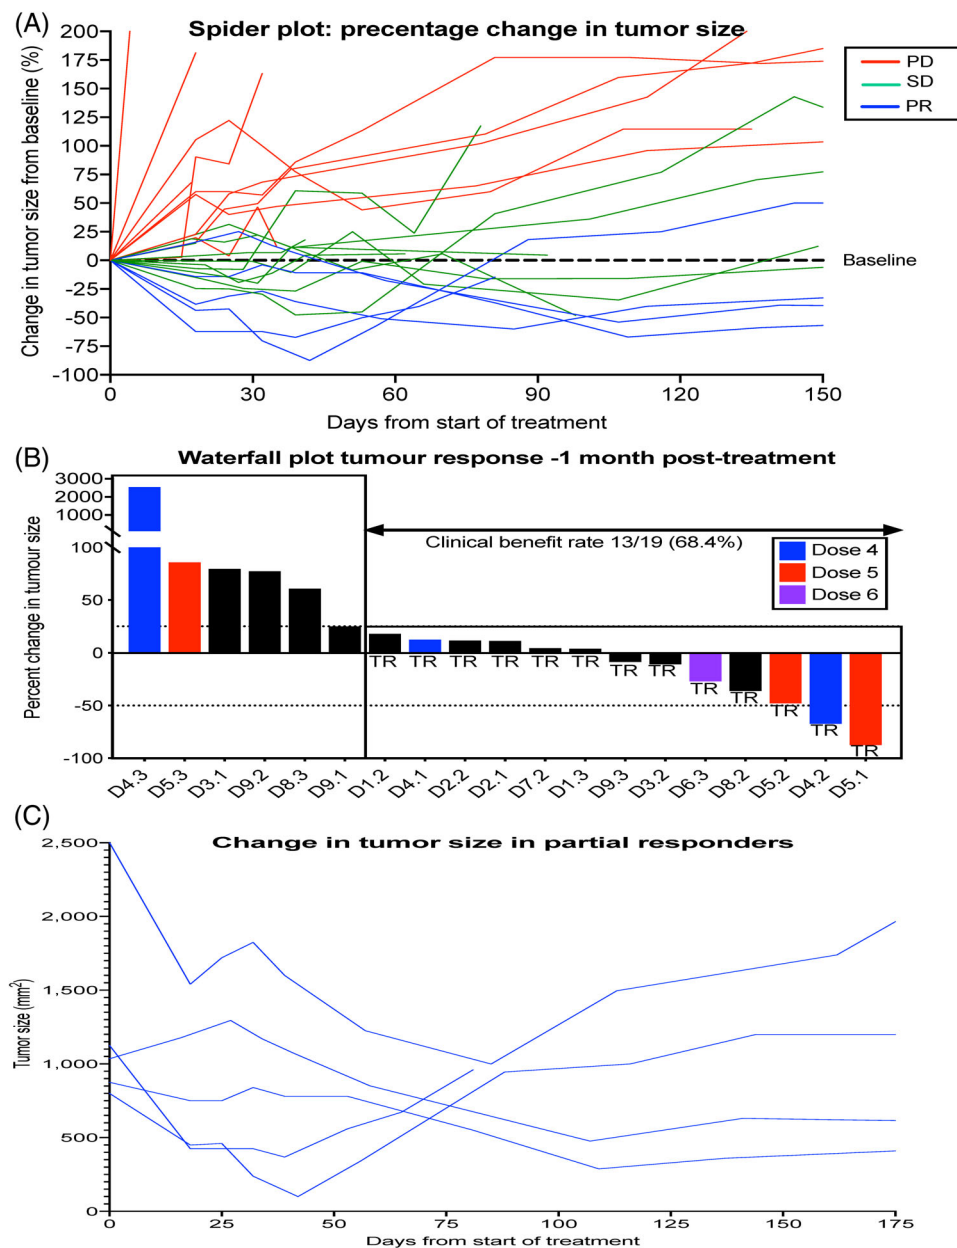 (A)
Spider plot: precentage change in tumor size
Change in tumor size from baseline (%)
200
175
150
125
100
75
50
25
0
-25
-50
-75
-100
PD
SD
PR
Baseline
0 30 60 90 120 150
Days from start of treatment
(B)
Waterfall plot tumour response -1 month post-treatment
Percent change in tumour size
3000
2000
1000
100
50
0
-50
-100
Clinical benefit rate 13/19 (68.4%)
Dose 4
Dose 5
Dose 6
TR TR TR TR TR TR TR TR TR TR TR TR TR
D4.3 D5.3 D3.1 D9.2 D8.3 D9.1 D1.2 D4.1 D2.2 D2.1 D7.2 D1.3 D9.3 D3.2 D6.3 D8.2 D5.2 D4.2 D5.1
(C)
Change in tumor size in partial responders
Tumor size (mm²)
2,500
2,000
1,500
1,000
500
0
0 25 50 75 100 125 150 175
Days from start of treatment